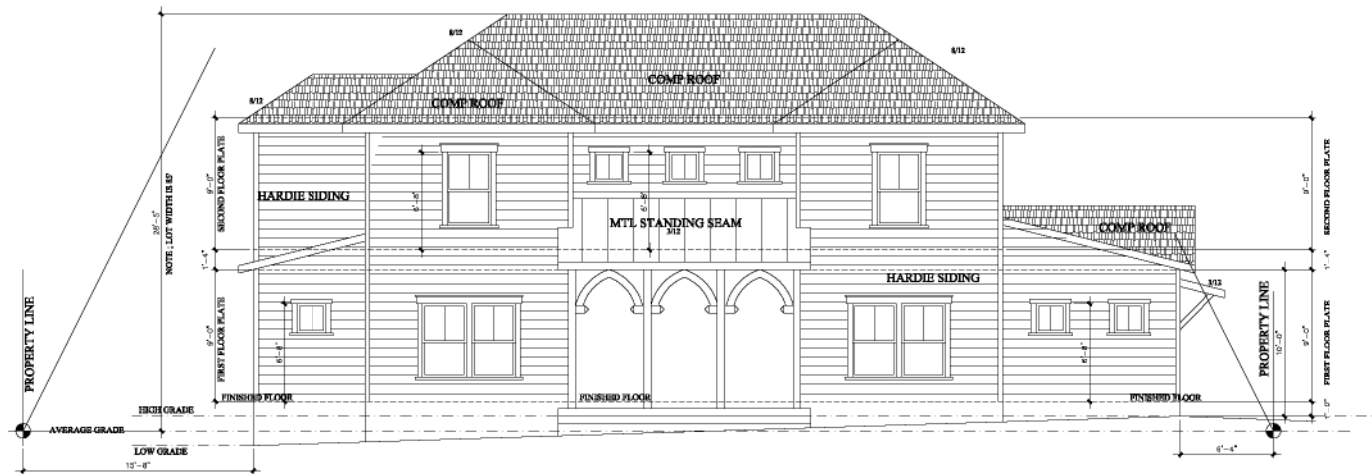 8/12
8/12
COMP ROOF
COMP ROOF
8/12
9'-0"
SECOND FLOOR PLATE
HARDIE SIDING
6'-8"
6'-8"
MTL STANDING SEAM
3/12
9'-0"
SECOND FLOOR PLATE
COMP ROOF
NOTE ; LOT WIDTH IS 85'
1'-4"
1'-4"
HARDIE SIDING
3/12
PROPERTY LINE
9'-0"
FIRST FLOOR PLATE
6'-8"
6'-8"
PROPERTY LINE
10'-0"
9'-0"
FIRST FLOOR PLATE
FINISHED FLOOR
FINISHED FLOOR
FINISHED FLOOR
HIGH GRADE
1'-0"
AVERAGE GRADE
LOW GRADE
6'-4"